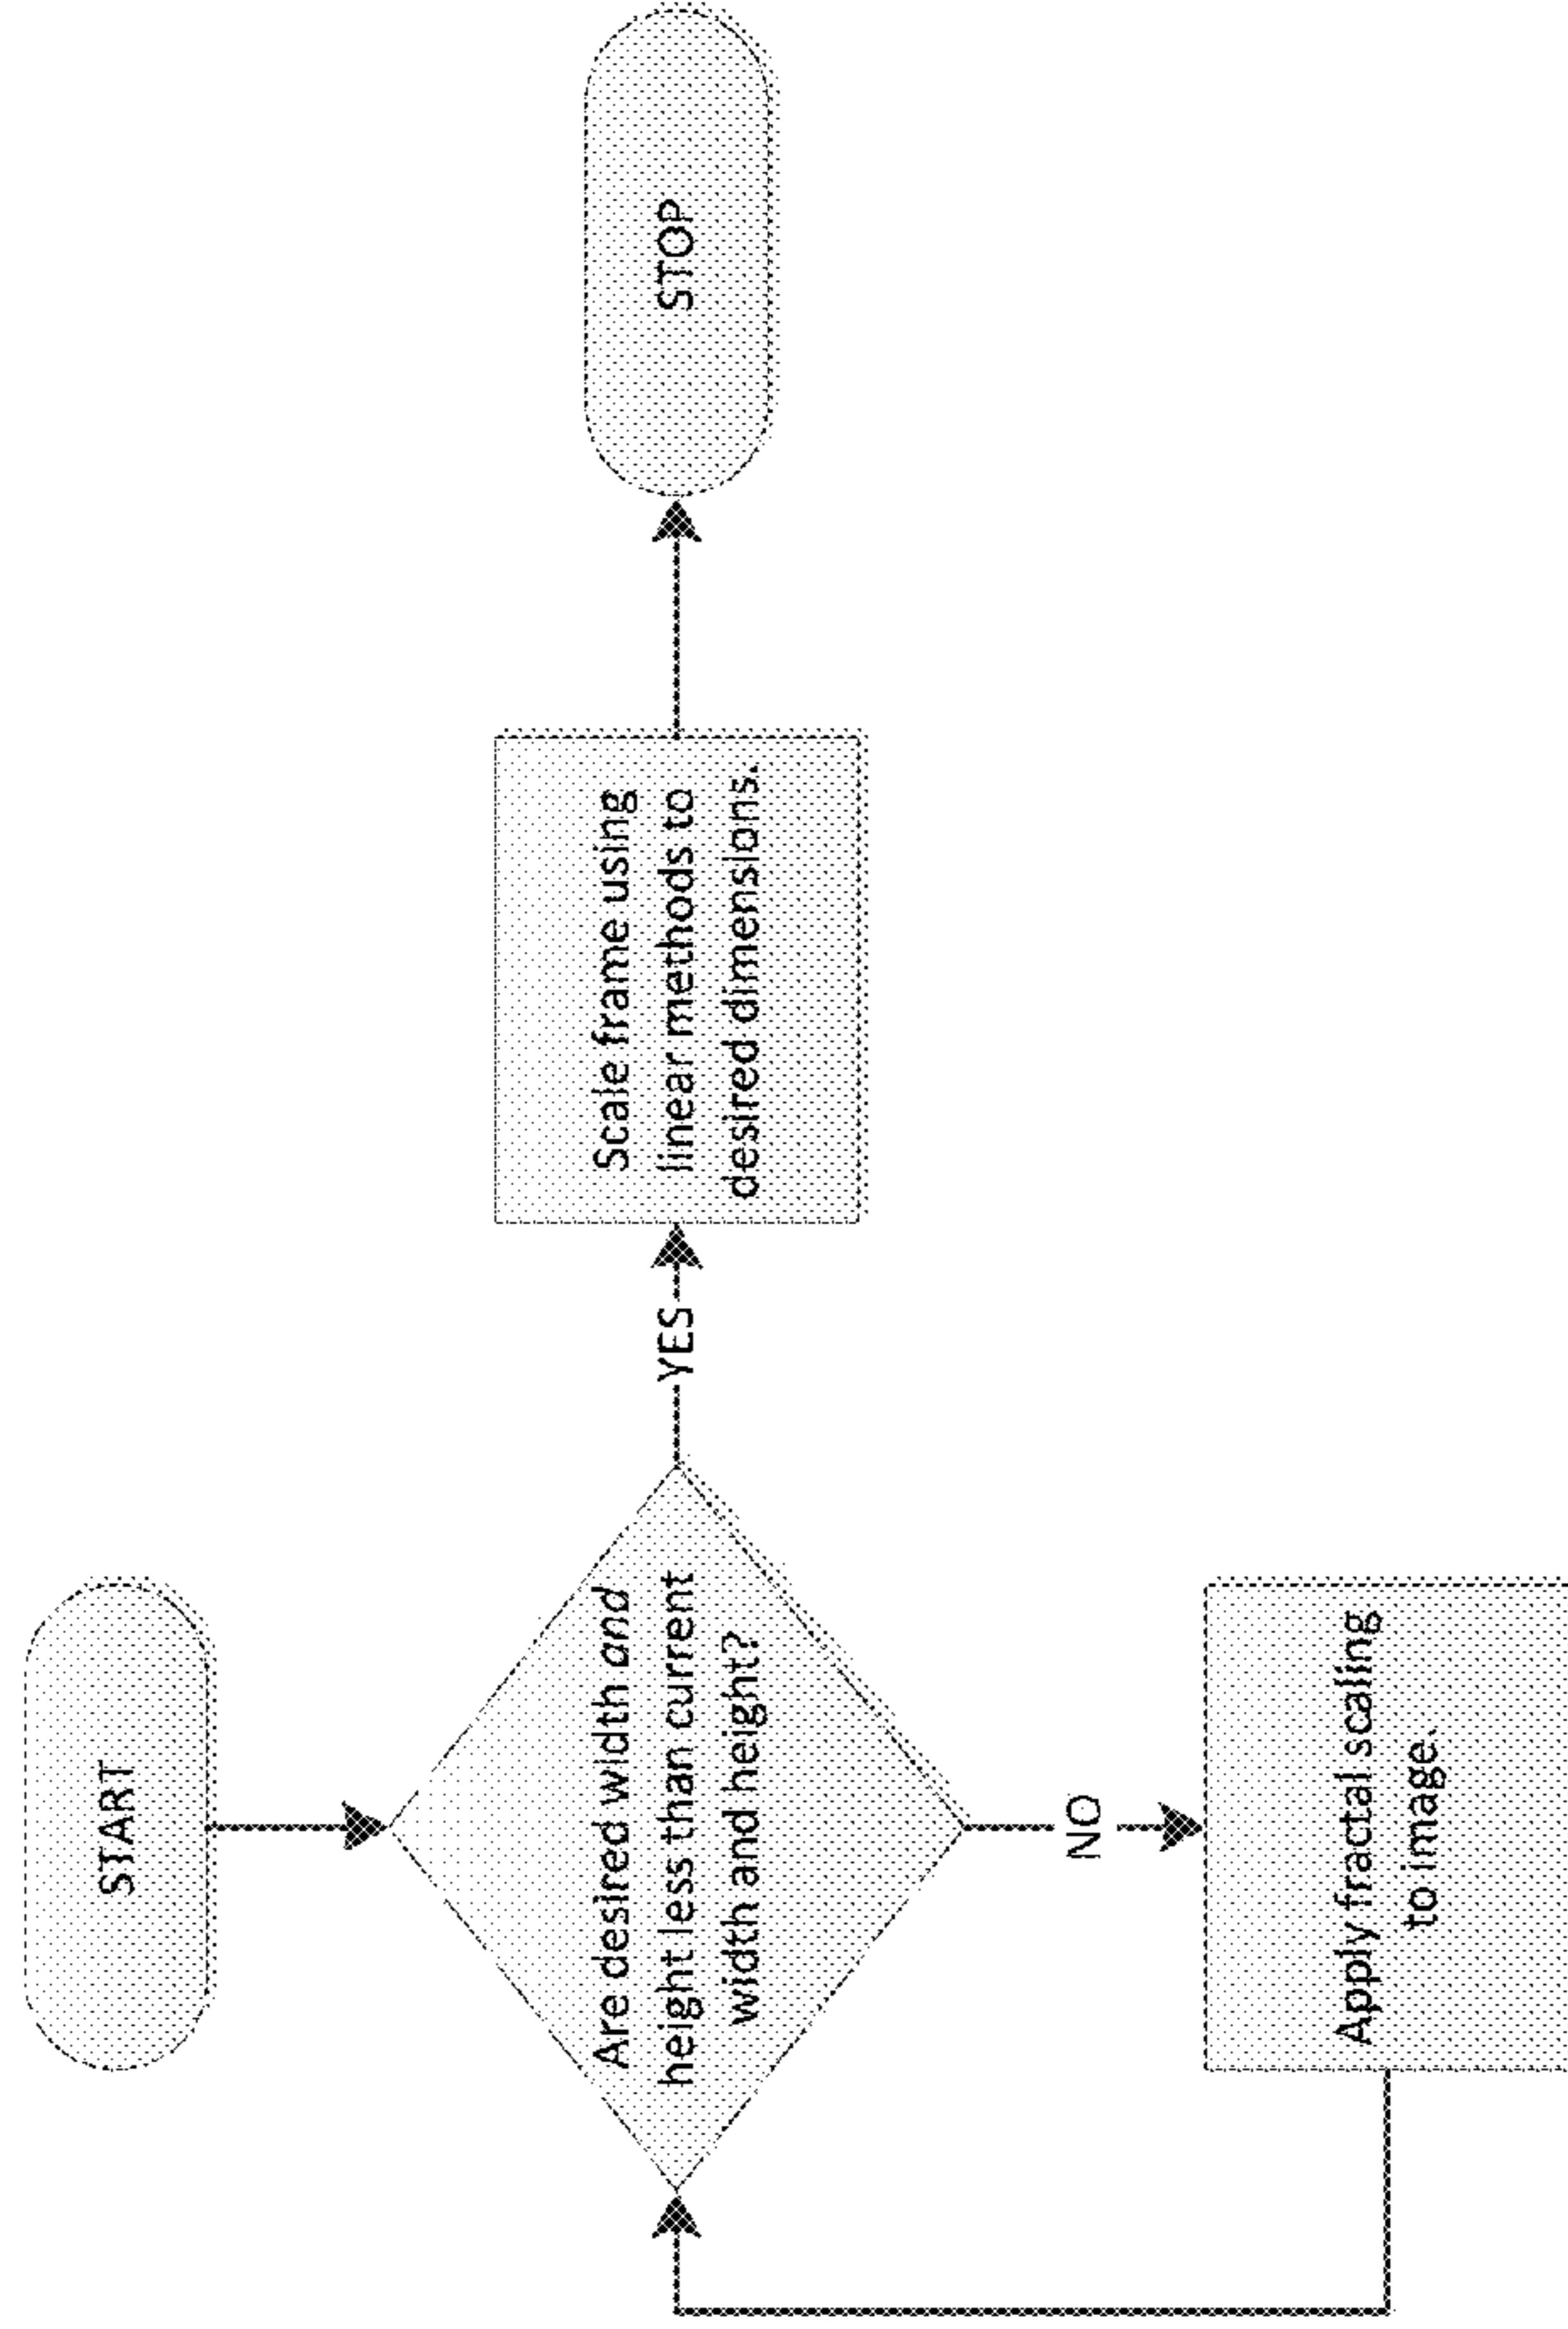 START
Are desired width and
height less than current
width and height?
YES
Scale frame using
linear methods to
desired dimensions.
STOP
NO
Apply fractal scaling
to image.